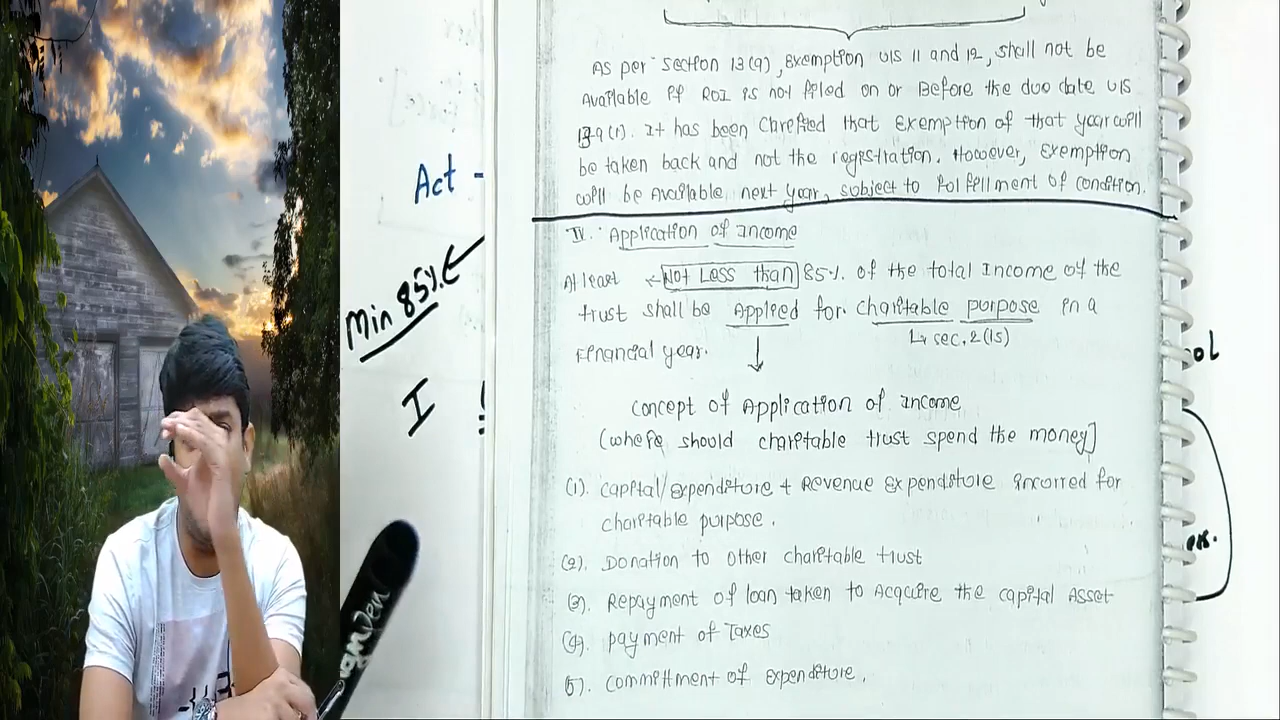 As per section 13(9), exemption u/s 11 and 12, shall not be
Available if ROI is not filed on or Before the due date u/s
139(1). It has been clarified that exemption of that year will
be taken back and not the registration. However, exemption
will be Available next year, subject to fulfillment of condition.
IV. Application of Income
Act -
Min 85%
At least ← Not Less than 85% of the total Income of the
trust shall be Applied for charitable purpose in a
↳ sec. 2(15)
Financial year.
I
concept of Application of Income
(where should charitable trust spend the money]
(1). capital/expenditure + Revenue expenditure incurred for
charitable purpose.
(2). Donation to other charitable trust
(3). Repayment of loan taken to Acquire the capital Asset
(4). payment of Taxes
(5). commitment of expenditure.